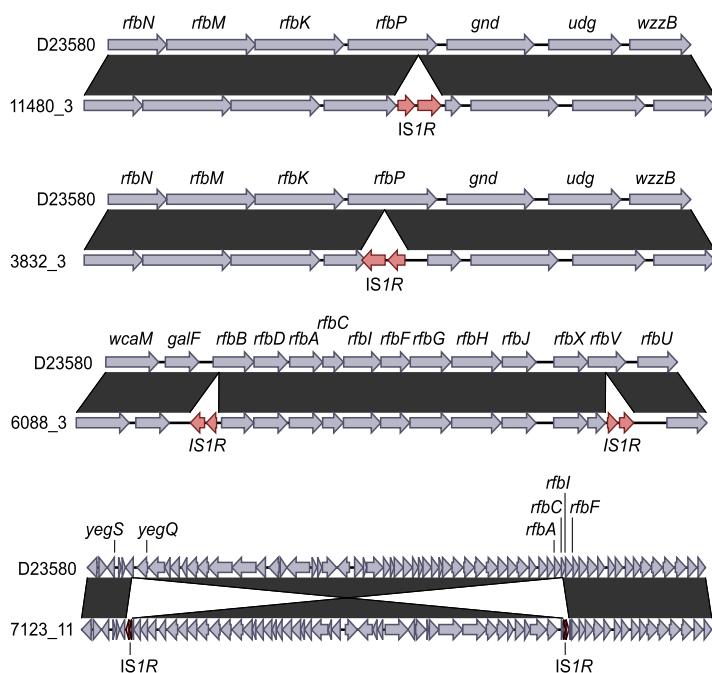 rfbN rfbM rfbK rfbP gnd udg wzzB
D23580
11480_3
IS1R
rfbN rfbM rfbK rfbP gnd udg wzzB
D23580
3832_3
IS1R
rfbC
wcaM galF rfbB rfbD rfbA rfbI rfbF rfbG rfbH rfbJ rfbX rfbV rfbU
D23580
6088_3
IS1R IS1R
rfbI
rfbC rfbF
yegS yegQ rfbA
D23580
7123_11
IS1R IS1R